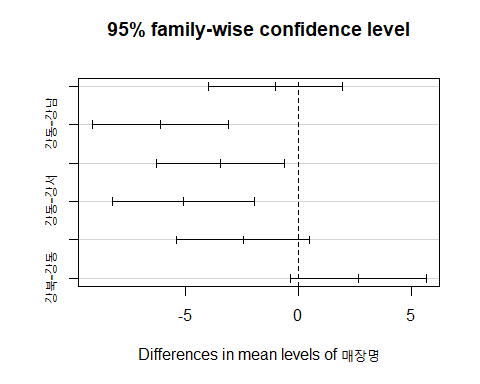 95% family-wise confidence level
강동-강남
강동-강서
강북-강동
-5 0 5
Differences in mean levels of 매장명